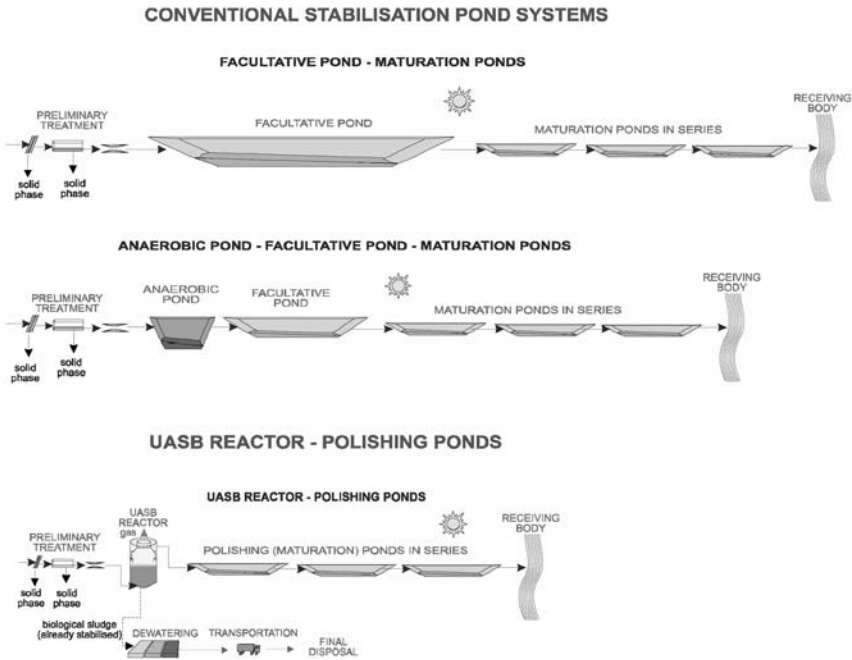 CONVENTIONAL STABILISATION POND SYSTEMS
FACULTATIVE POND - MATURATION PONDS
PRELIMINARY
TREATMENT
FACULTATIVE POND
MATURATION PONDS IN SERIES
RECEIVING
BODY
solid
phase
solid
phase
ANAEROBIC POND - FACULTATIVE POND - MATURATION PONDS
PRELIMINARY
TREATMENT
ANAEROBIC
POND
FACULTATIVE
POND
MATURATION PONDS IN SERIES
RECEIVING
BODY
solid
phase
solid
phase
UASB REACTOR - POLISHING PONDS
UASB REACTOR - POLISHING PONDS
PRELIMINARY
TREATMENT
UASB
REACTOR
gas
POLISHING (MATURATION) PONDS IN SERIES
RECEIVING
BODY
solid
phase
solid
phase
biological sludge
(already stabilised)
DEWATERING
TRANSPORTATION
FINAL
DISPOSAL